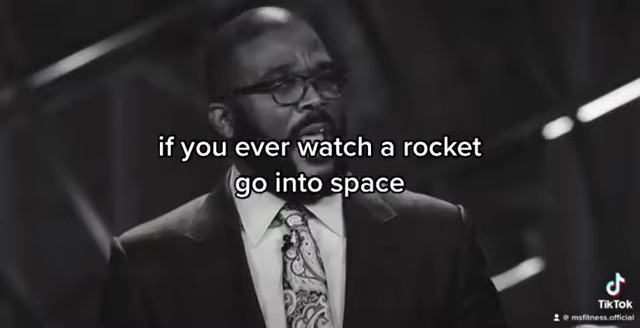 if you ever watch a rocket
go into space
TikTok
@ msfitness.official